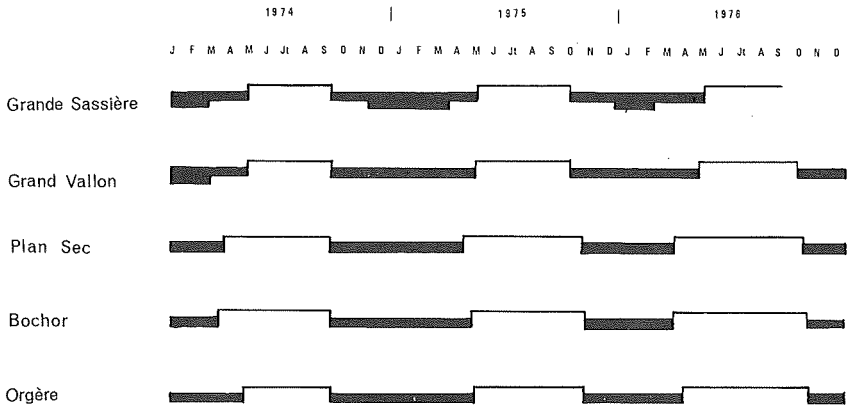 1974 | 1975 | 1976
J F M A M J Jt A S O N D J F M A M J Jt A S O N D J F M A M J Jt A S O N D
Grande Sassière
Grand Vallon
Plan Sec
Bochor
Orgère